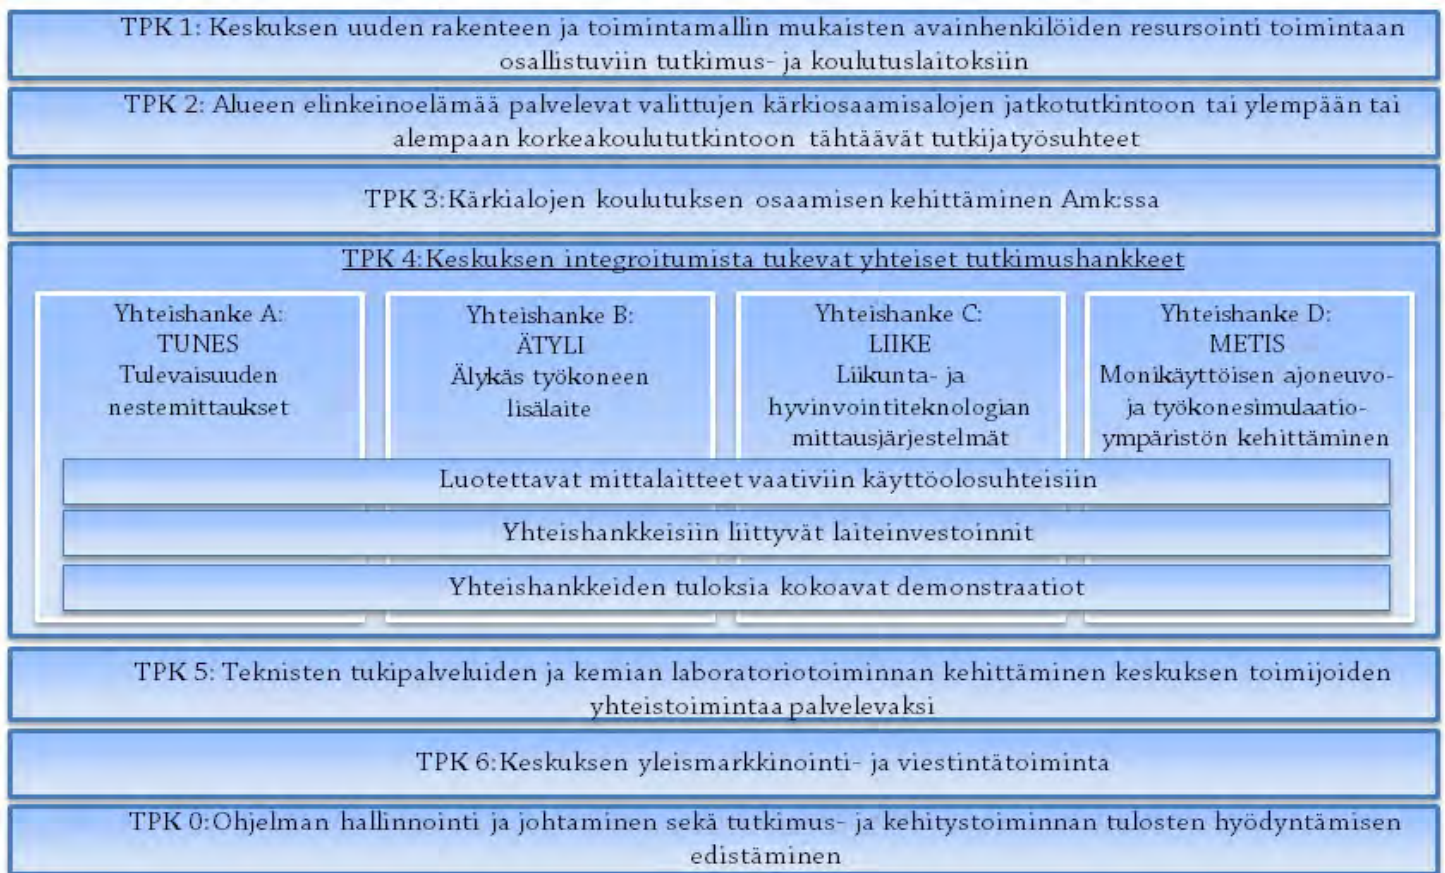 TPK 1: Keskuksen uuden rakenteen ja toimintamallin mukaisten avainhenkilöiden resursointi toimintaan
osallistuviin tutkimus- ja koulutuslaitoksiin
TPK 2: Alueen elinkeinoelämää palvelevat valittujen kärkiosaamisalojen jatkotutkintoon tai ylempään tai
alempaan korkeakoulututkintoon tähtäävät tutkijatyösuhteet
TPK 3:Kärkialojen koulutuksen osaamisen kehittäminen Amk:ssa
TPK 4:Keskuksen integroitumista tukevat yhteiset tutkimushankkeet
Yhteishanke A:
TUNES
Tulevaisuuden
nestemittaukset
Yhteishanke B:
ÄTYLI
Älykäs työkoneen
lisälaite
Yhteishanke C:
LIIKE
Liikunta- ja
hyvinvointiteknologian
mittausjärjestelmät
Yhteishanke D:
METIS
Monikäyttöisen ajoneuvo-
ja työkonesimulaatio-
ympäristön kehittäminen
Luotettavat mittalaitteet vaativiin käyttöolosuhteisiin
Yhteishankkeisiin liittyvät laiteinvestoinnit
Yhteishankkeiden tuloksia kokoavat demonstraatiot
TPK 5: Teknisten tukipalveluiden ja kemian laboratoriotoiminnan kehittäminen keskuksen toimijoiden
yhteistoimintaa palvelevaksi
TPK 6:Keskuksen yleismarkkinointi- ja viestintätoiminta
TPK 0:Ohjelman hallinnointi ja johtaminen sekä tutkimus- ja kehitystoiminnan tulosten hyödyntämisen
edistäminen